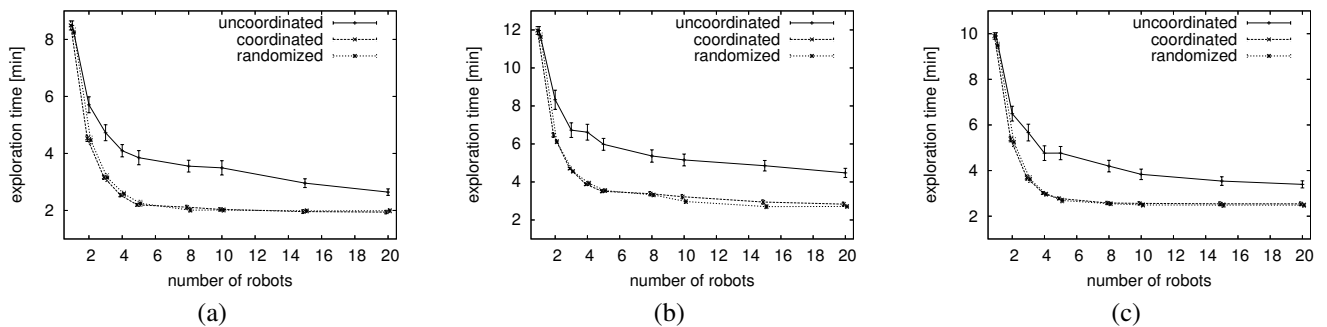 exploration time [min]
8
6
4
2
uncoordinated
coordinated
randomized
2 4 6 8 10 12 14 16 18 20
number of robots
(a)
exploration time [min]
12
10
8
6
4
2
uncoordinated
coordinated
randomized
2 4 6 8 10 12 14 16 18 20
number of robots
(b)
exploration time [min]
10
8
6
4
2
uncoordinated
coordinated
randomized
2 4 6 8 10 12 14 16 18 20
number of robots
(c)